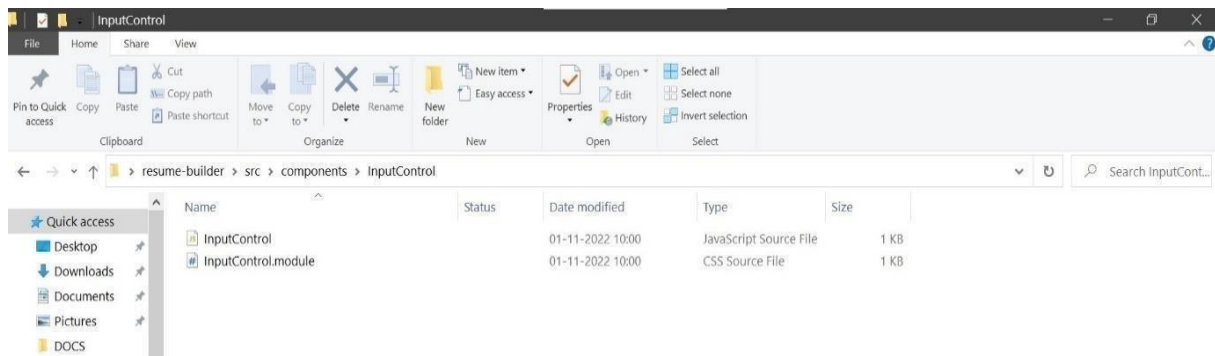 InputControl
File Home Share View
Pin to Quick access
Copy
Paste
Cut
Copy path
Paste shortcut
Clipboard
Move to
Copy to
Delete
Rename
Organize
New folder
New item
Easy access
New
Properties
Open
Edit
History
Open
Select all
Select none
Invert selection
Select
> resume-builder > src > components > InputControl
Search InputCont...
Quick access
Desktop
Downloads
Documents
Pictures
DOCS
Name Status Date modified Type Size
InputControl 01-11-2022 10:00 JavaScript Source File 1 KB
InputControl.module 01-11-2022 10:00 CSS Source File 1 KB